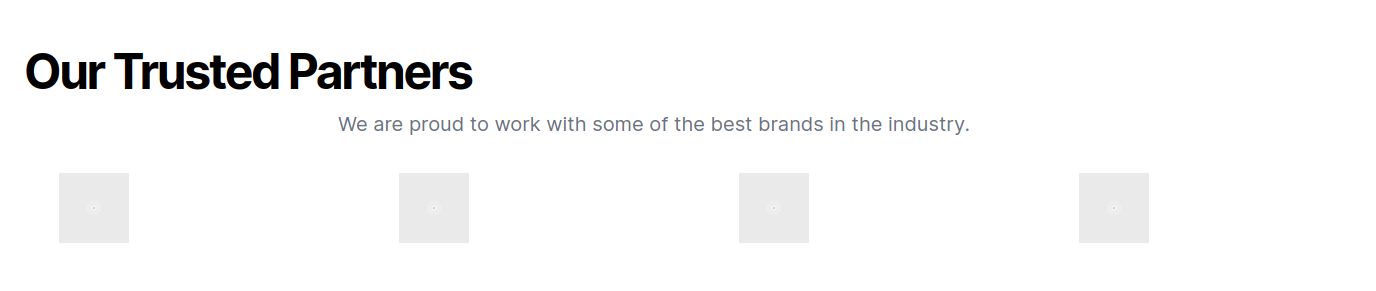 Our Trusted Partners
We are proud to work with some of the best brands in the industry.